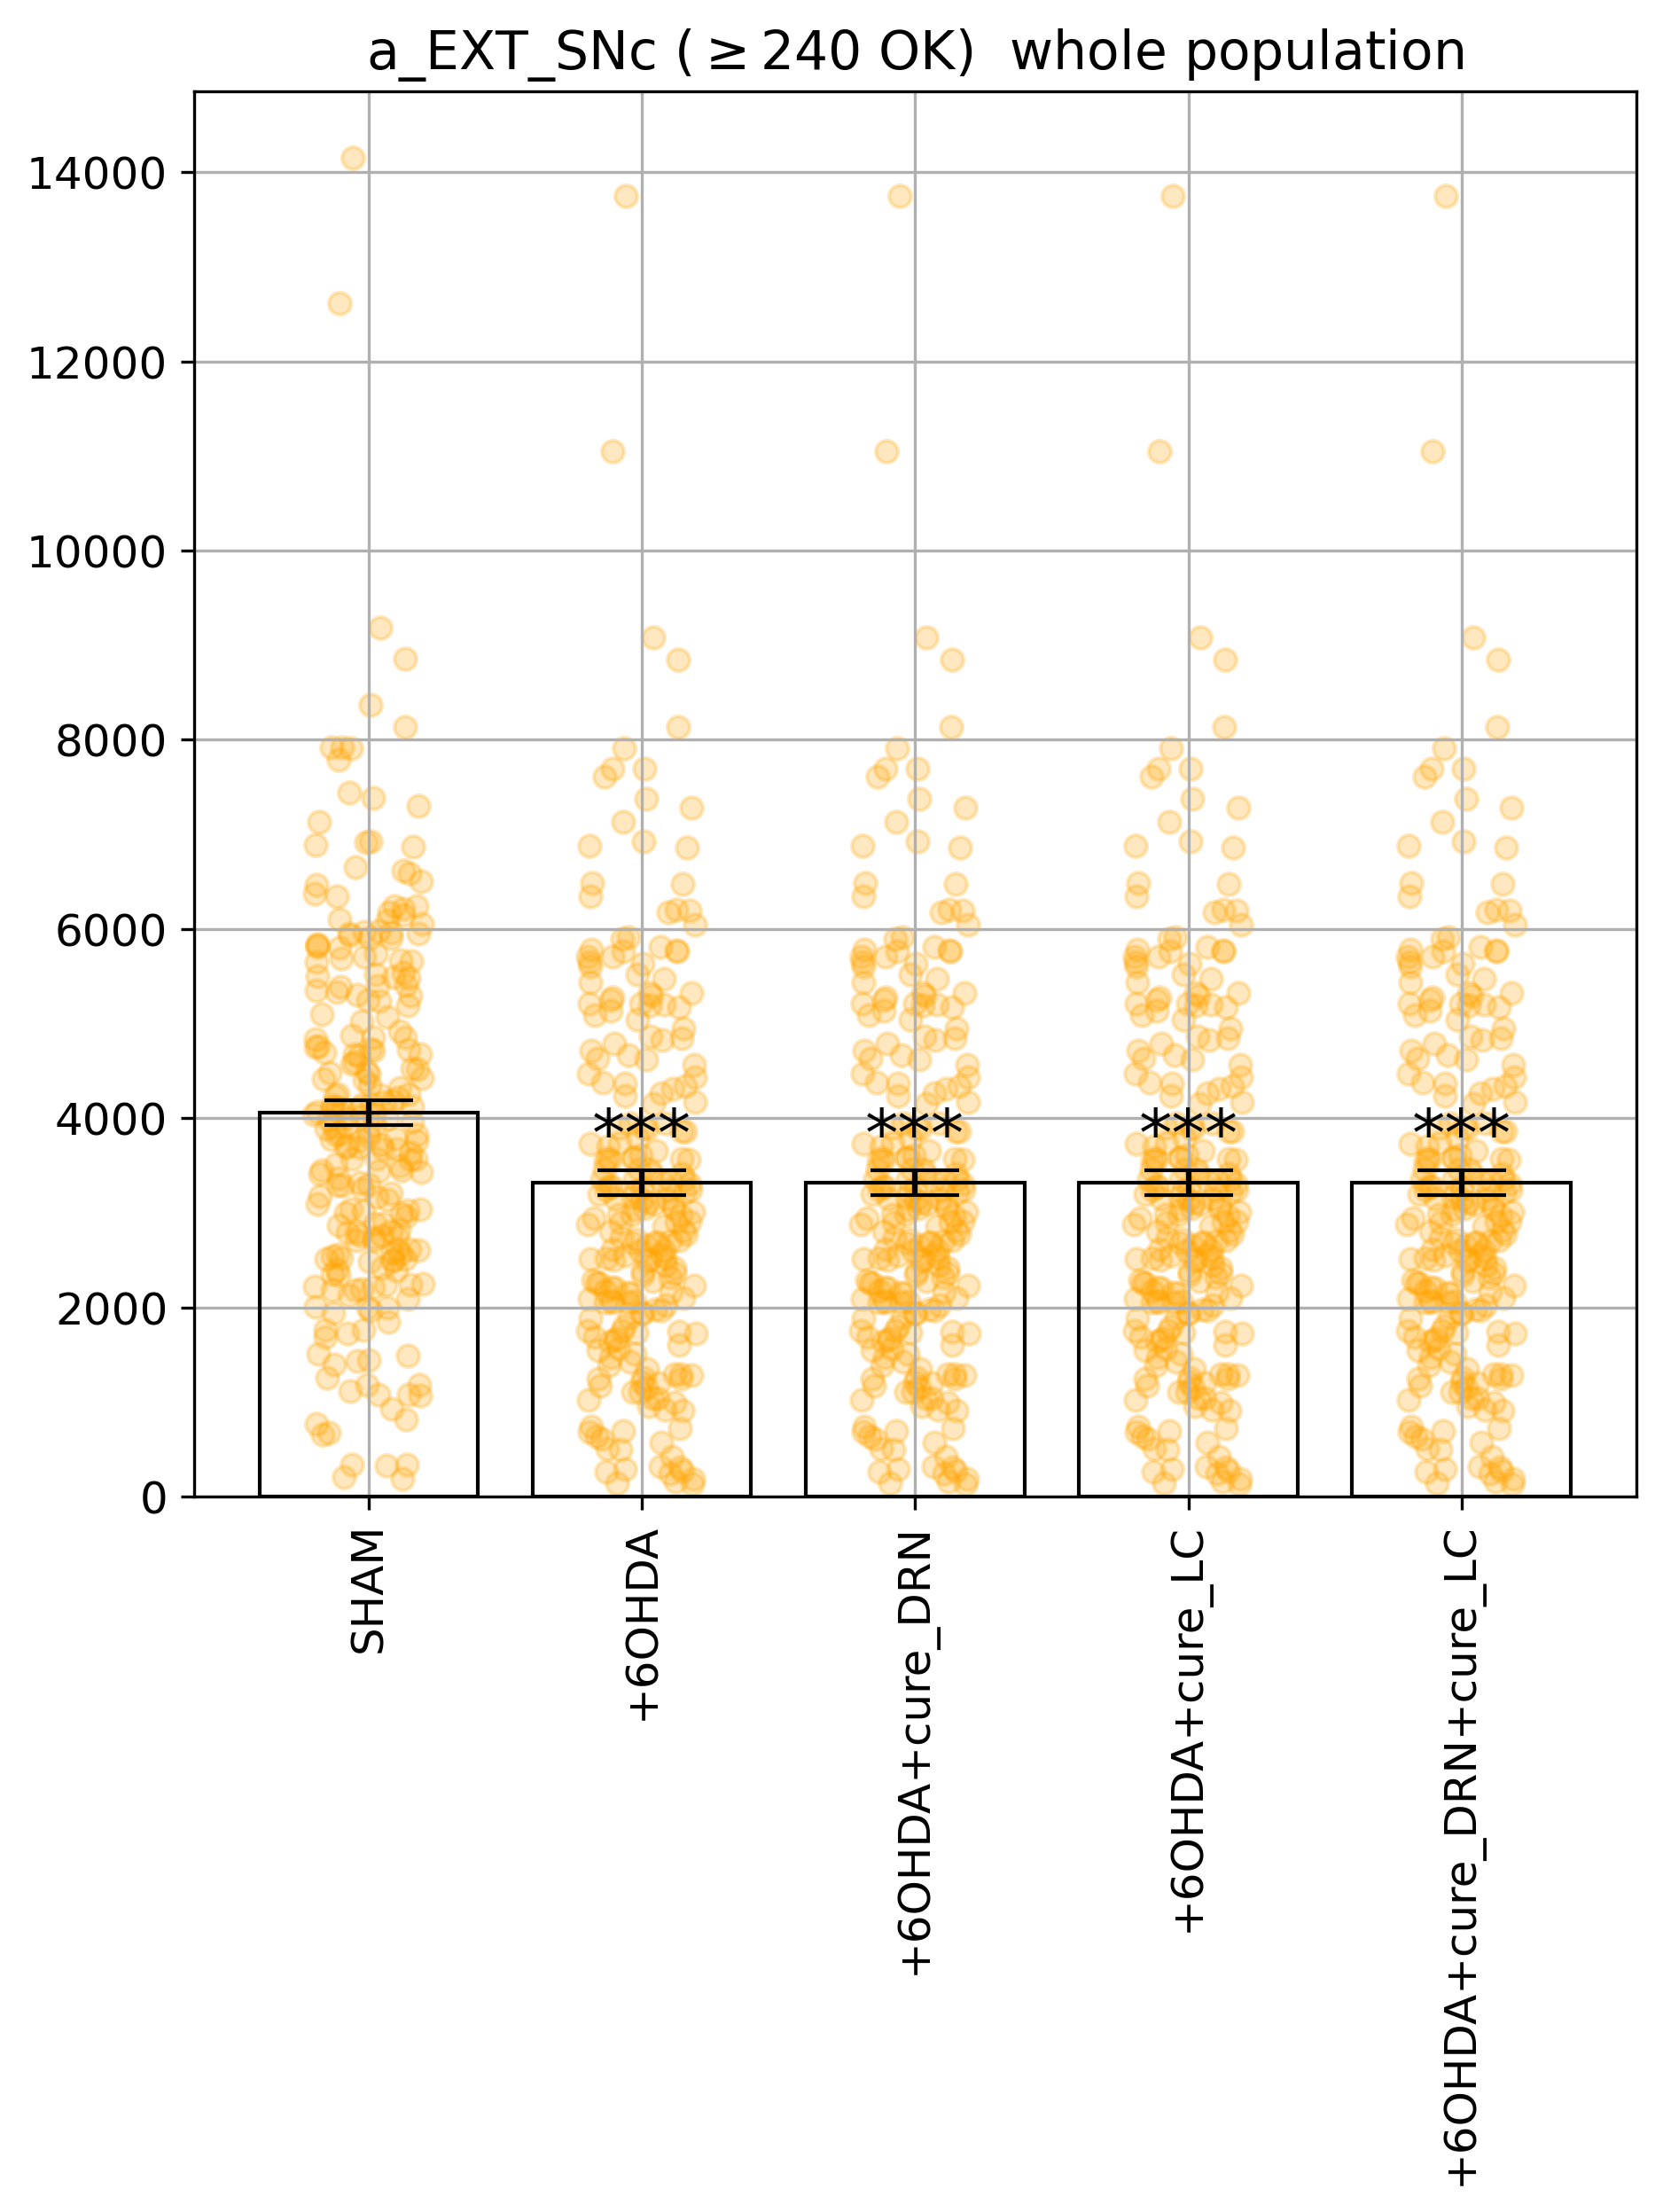 a_EXT_SNc (≥240 OK)  whole population
14000
12000
10000
8000
6000
4000
2000
0
*** *** *** ***
SHAM
+6OHDA
+6OHDA+cure_DRN
+6OHDA+cure_LC
+6OHDA+cure_DRN+cure_LC